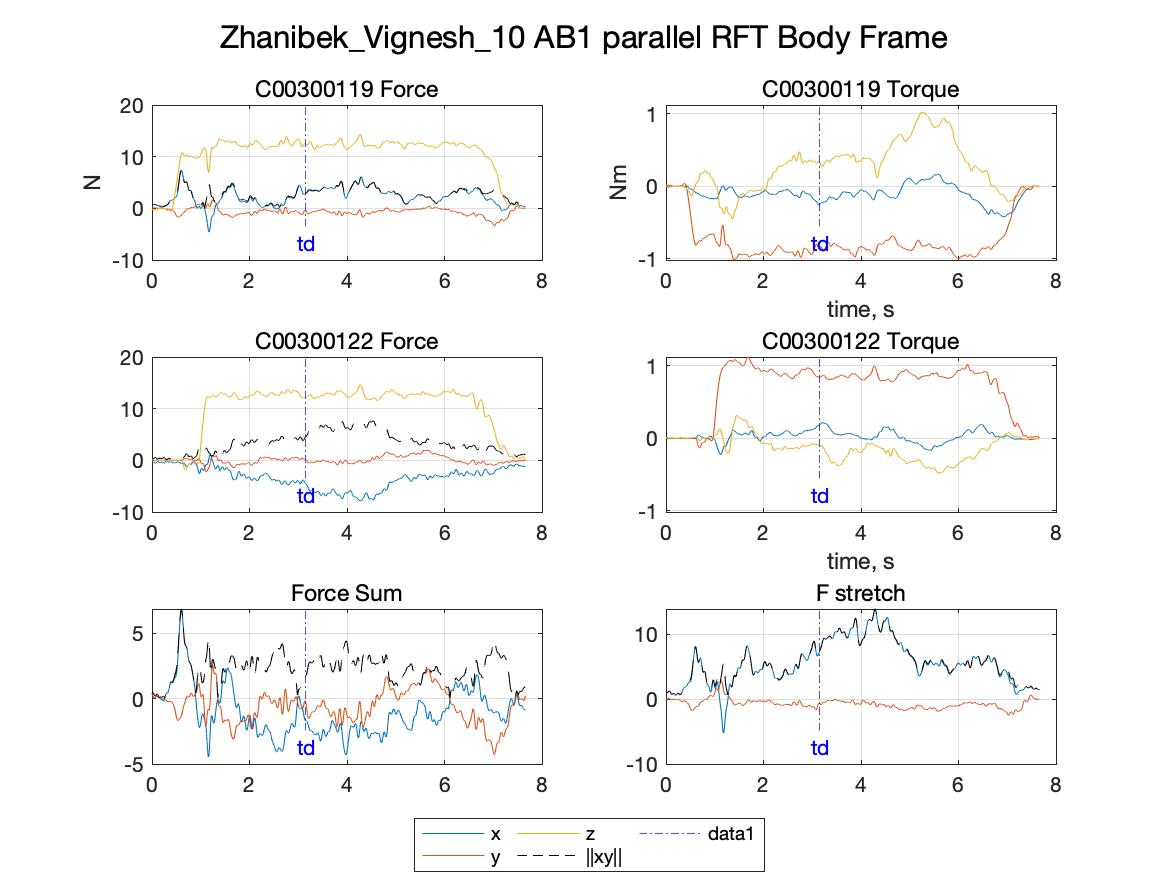 Zhanibek_Vignesh_10 AB1 parallel RFT Body Frame
C00300119 Force
20
10
0
-10
N
td
0 2 4 6 8
C00300119 Torque
1
0
-1
Nm
td
0 2 4 6 8
time, s
C00300122 Force
20
10
0
-10
td
0 2 4 6 8
C00300122 Torque
1
0
-1
td
0 2 4 6 8
time, s
Force Sum
5
0
-5
td
0 2 4 6 8
F stretch
10
0
-10
td
0 2 4 6 8
x z data1
y ||xy||